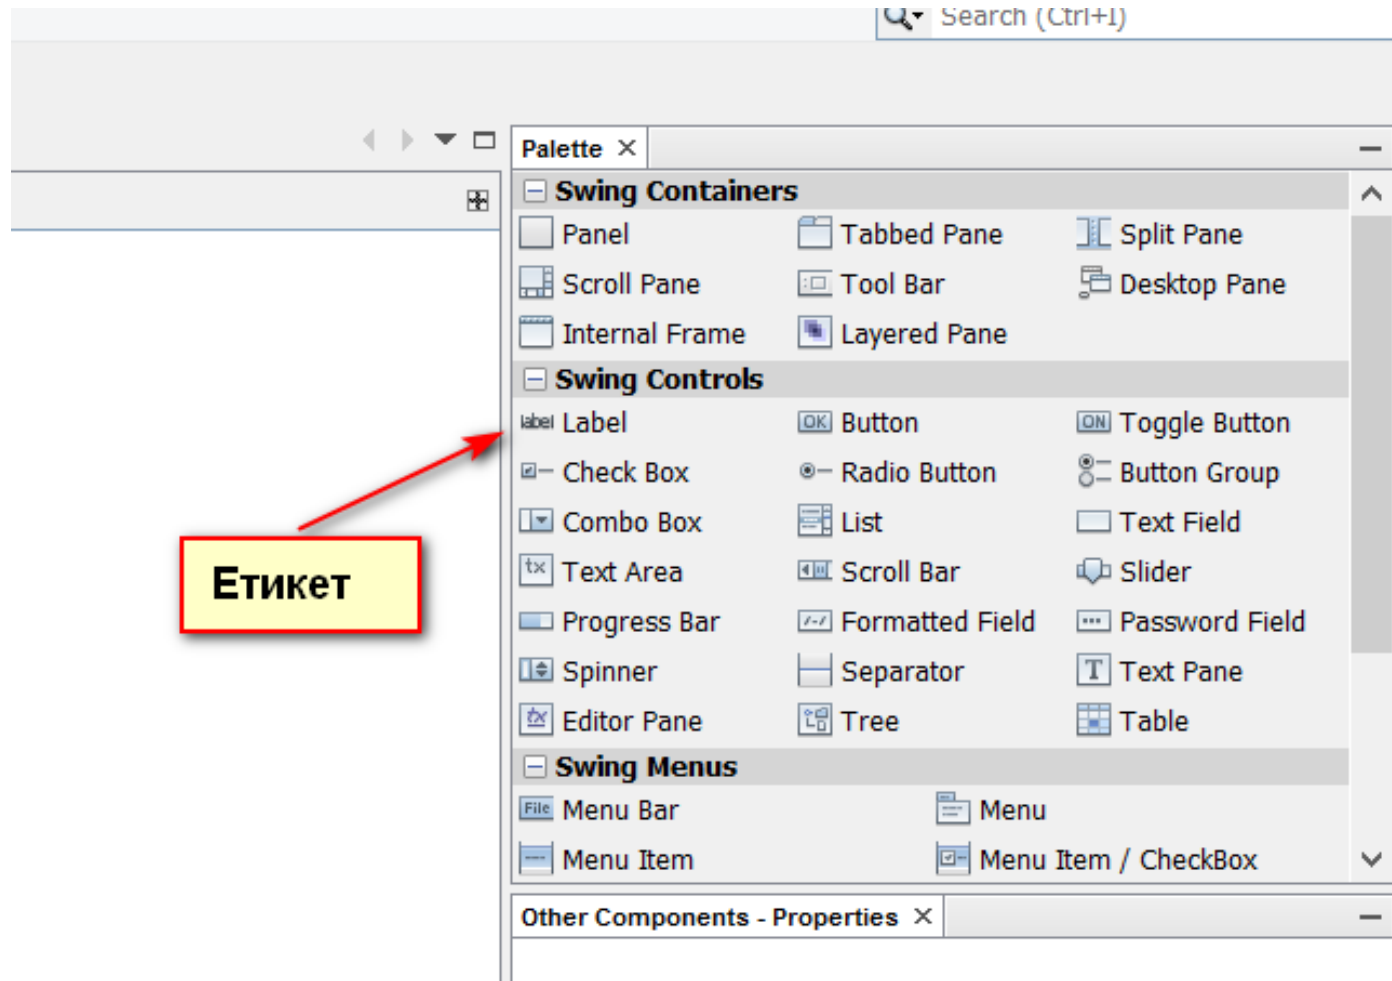 Search (Ctrl+I)
Palette
Swing Containers
Panel Tabbed Pane Split Pane
Scroll Pane Tool Bar Desktop Pane
Internal Frame Layered Pane
Swing Controls
label Label OK Button ON Toggle Button
Check Box Radio Button Button Group
Combo Box List Text Field
Етикет
tx Text Area Scroll Bar Slider
Progress Bar Formatted Field Password Field
Spinner Separator T Text Pane
tx Editor Pane Tree Table
Swing Menus
File Menu Bar Menu
Menu Item Menu Item / CheckBox
Other Components - Properties